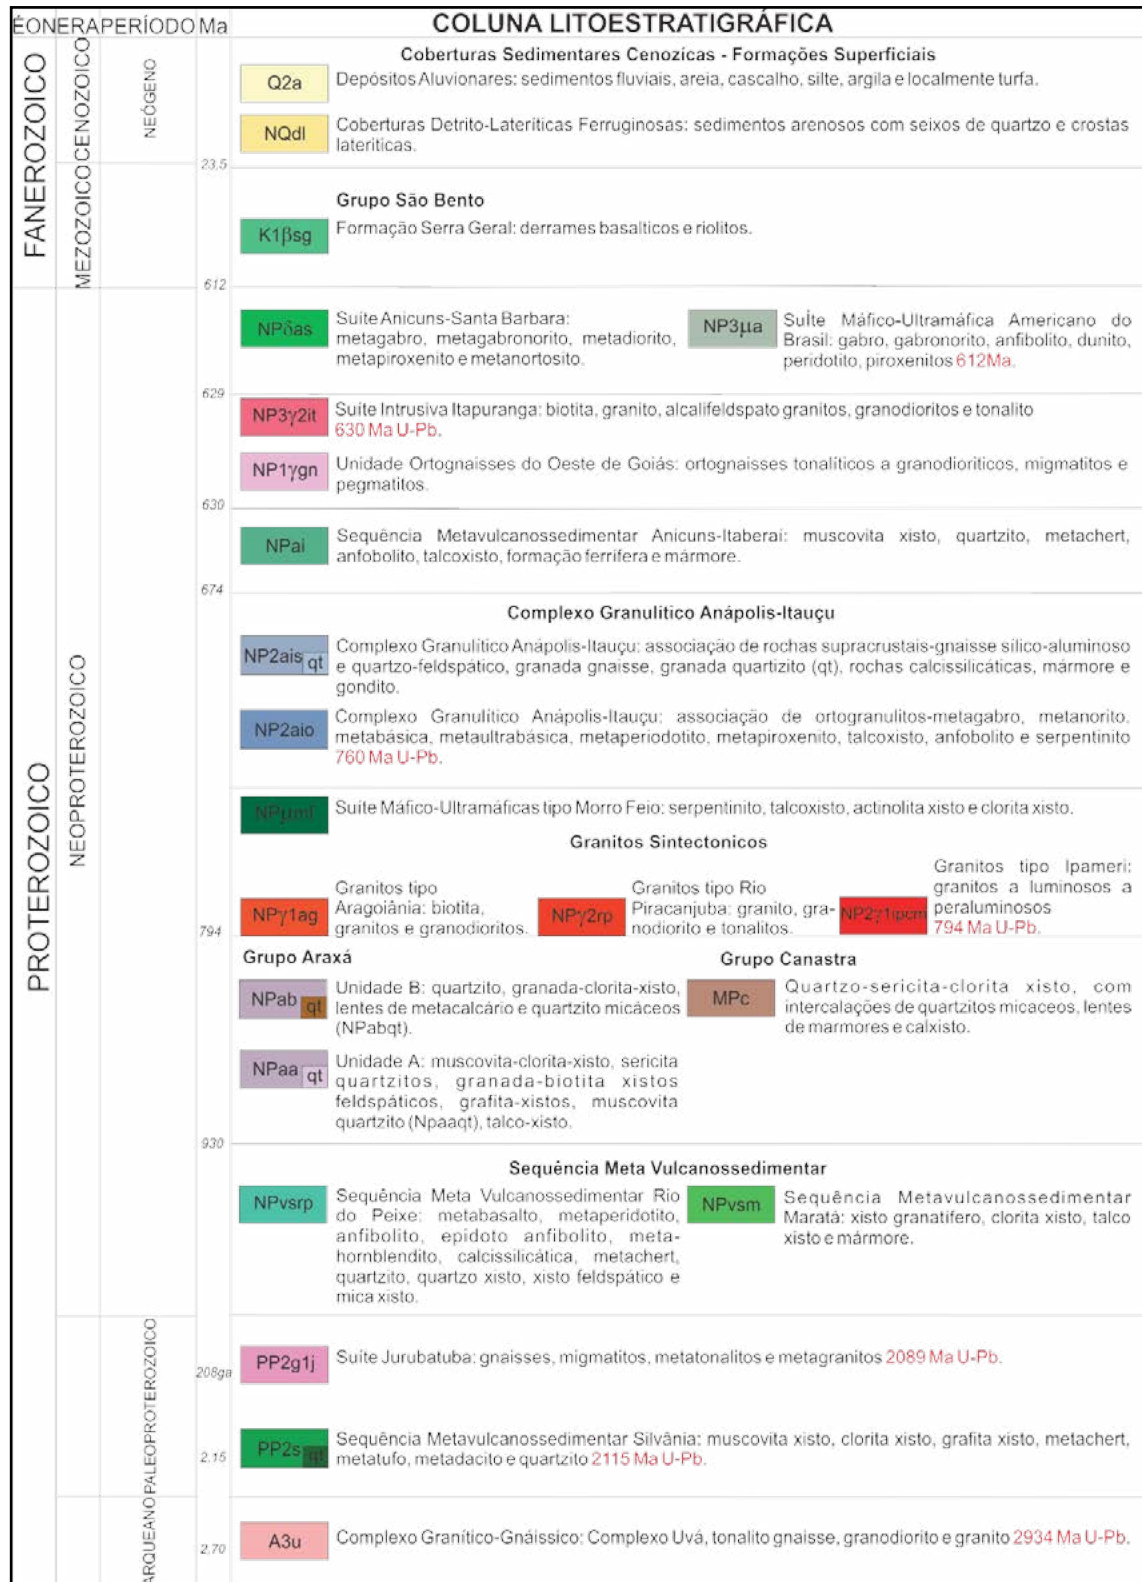 ÉON ERA PERÍODO Ma COLUNA LITOESTRATIGRÁFICA
FANEROZOICO
CENOZOICO
NEÓGENO
Coberturas Sedimentares Cenozícas - Formações Superficiais
Q2a
Depósitos Aluvionares: sedimentos fluviais, areia, cascalho, silte, argila e localmente turfa.
NQdl
Coberturas Detrito-Lateríticas Ferruginosas: sedimentos arenosos com seixos de quartzo e crostas
lateríticas.
23.5
MEZOZOICO
Grupo São Bento
K1βsg
Formação Serra Geral: derrames basalticos e riolitos.
612
PROTEROZOICO
NEOPROTEROZOICO
NPδas
Suíte Anicuns-Santa Barbara:
metagabro, metagabronorito, metadiorito,
metapiroxenito e metanortosito.
NP3μa
Suíte Máfico-Ultramáfica Americano do
Brasil: gabro, gabronorito, anfibolito, dunito,
peridotito, piroxenitos 612Ma.
629
NP3γ2it
Suíte Intrusiva Itapuranga: biotita, granito, alcalifeldspato granitos, granodioritos e tonalito
630 Ma U-Pb.
NP1γgn
Unidade Ortognaisses do Oeste de Goiás: ortognaisses tonalíticos a granodioriticos, migmatitos e
pegmatitos.
630
NPai
Sequência Metavulcanossedimentar Anicuns-Itaberaí: muscovita xisto, quartzito, metachert,
anfobolito, talcoxisto, formação ferrífera e mármore.
674
Complexo Granulítico Anápolis-Itauçu
NP2ais qt
Complexo Granulítico Anápolis-Itauçu: associação de rochas supracrustais-gnaisse sílico-aluminoso
e quartzo-feldspático, granada gnaisse, granada quartizito (qt), rochas calcissilicáticas, mármore e
gondito.
NP2aio
Complexo Granulítico Anápolis-Itauçu: associação de ortogranulitos-metagabro, metanorito,
metabásica, metaultrabásica, metaperiodotito, metapiroxenito, talcoxisto, anfobolito e serpentinito
760 Ma U-Pb.
NPμmf
Suíte Máfico-Ultramáficas tipo Morro Feio: serpentinito, talcoxisto, actinolita xisto e clorita xisto.
Granitos Sintectonicos
NPγ1ag
Granitos tipo
Aragoiânia: biotita,
granitos e granodioritos.
NPγ2rp
Granitos tipo Rio
Piracanjuba: granito, gra-
nodiorito e tonalitos.
NP2γ1ipcm
Granitos tipo Ipameri:
granitos a luminosos a
peraluminosos
794 Ma U-Pb.
794
Grupo Araxá
NPab qt
Unidade B: quartzito, granada-clorita-xisto,
lentes de metacalcário e quartzito micáceos
(NPabqt).
NPaa qt
Unidade A: muscovita-clorita-xisto, sericita
quartzitos, granada-biotita xistos
feldspáticos, grafita-xistos, muscovita
quartzito (Npaaqt), talco-xisto.
Grupo Canastra
MPc
Quartzo-sericita-clorita xisto, com
intercalações de quartzitos micaceos, lentes
de marmores e calxisto.
930
Sequência Meta Vulcanossedimentar
NPvsrp
Sequência Meta Vulcanossedimentar Rio
do Peixe: metabasalto, metaperidotito,
anfibolito, epidoto anfibolito, meta-
hornblendito, calcissilicática, metachert,
quartzito, quartzo xisto, xisto feldspático e
mica xisto.
NPvsm
Sequência Metavulcanossedimentar
Maratá: xisto granatífero, clorita xisto, talco
xisto e mármore.
PALEOPROTEROZOICO
208ga
PP2g1j
Suíte Jurubatuba: gnaisses, migmatitos, metatonalitos e metagranitos 2089 Ma U-Pb.
2.15
PP2s qt
Sequência Metavulcanossedimentar Silvânia: muscovita xisto, clorita xisto, grafita xisto, metachert,
metatufo, metadacito e quartzito 2115 Ma U-Pb.
ARQUEANO
2.70
A3u
Complexo Granítico-Gnáissico: Complexo Uvá, tonalito gnaisse, granodiorito e granito 2934 Ma U-Pb.